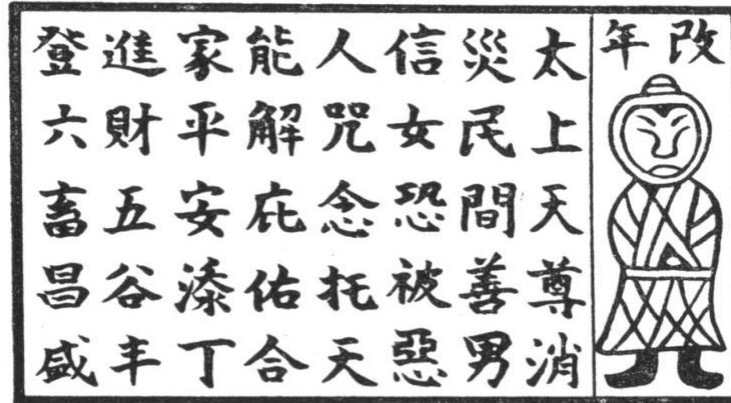 改年
太上天尊消
災民間善男
信女恐被惡
人咒念托天
能解庇佑合
家平安添丁
進財五谷丰
登六畜昌盛